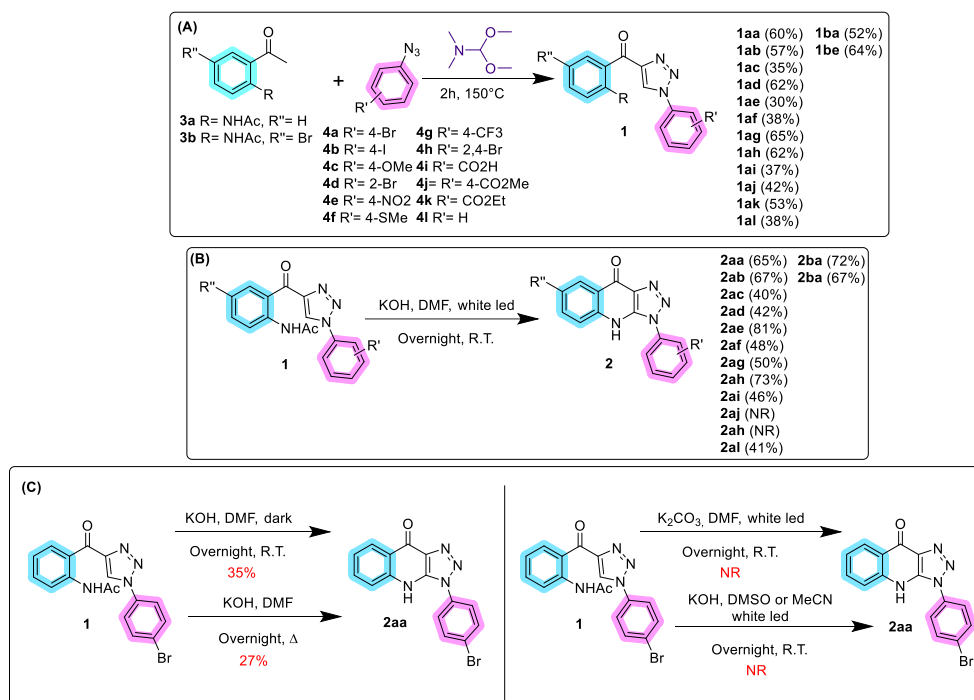 (A)
R''
O
R
+
N3
R'
N
O
O
2h, 150°C
R''
O
R
N
N
N
1
R'
3a R= NHAc, R''= H
3b R= NHAc, R''= Br
4a R'= 4-Br 4g R'= 4-CF3
4b R'= 4-I 4h R'= 2,4-Br
4c R'= 4-OMe 4i R'= CO2H
4d R'= 2-Br 4j= R'= 4-CO2Me
4e R'= 4-NO2 4k R'= CO2Et
4f R'= 4-SMe 4l R'= H
1aa (60%) 1ba (52%)
1ab (57%) 1be (64%)
1ac (35%)
1ad (62%)
1ae (30%)
1af (38%)
1ag (65%)
1ah (62%)
1ai (37%)
1aj (42%)
1ak (53%)
1al (38%)
(B)
R''
O
NHAc
N
N
N
R'
1
KOH, DMF, white led
Overnight, R.T.
R''
O
N
H
N
N
N
R'
2
2aa (65%) 2ba (72%)
2ab (67%) 2ba (67%)
2ac (40%)
2ad (42%)
2ae (81%)
2af (48%)
2ag (50%)
2ah (73%)
2ai (46%)
2aj (NR)
2ah (NR)
2al (41%)
(C)
O
NHAc
N
N
N
Br
1
KOH, DMF, dark
Overnight, R.T.
35%
KOH, DMF
Overnight, Δ
27%
O
N
H
N
N
N
Br
2aa
O
NHAc
N
N
N
Br
1
K2CO3, DMF, white led
Overnight, R.T.
NR
KOH, DMSO or MeCN
white led
Overnight, R.T.
NR
O
N
H
N
N
N
Br
2aa